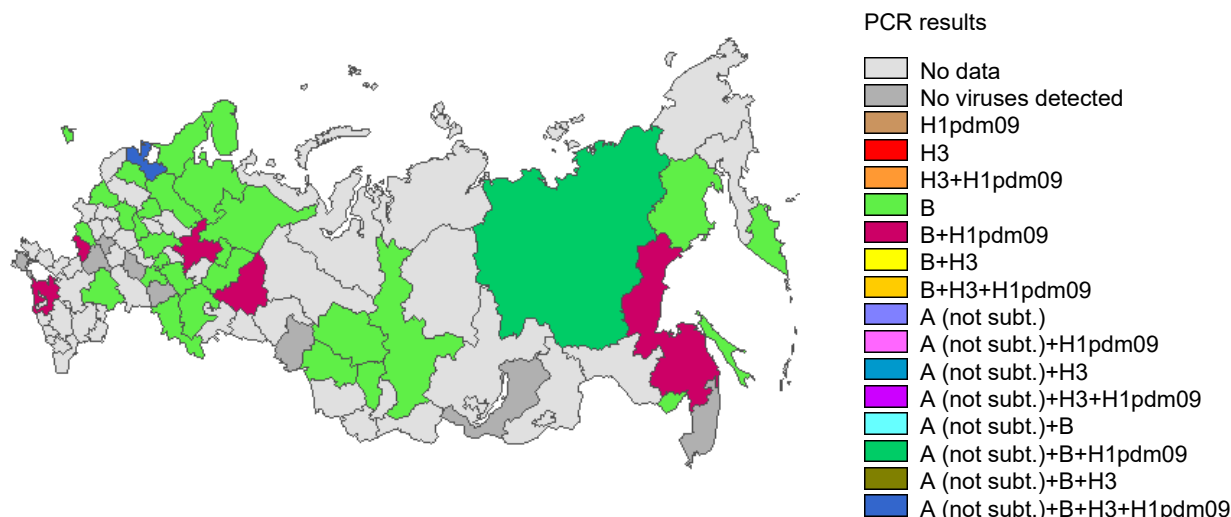 PCR results
No data
No viruses detected
H1pdm09
H3
H3+H1pdm09
B
B+H1pdm09
B+H3
B+H3+H1pdm09
A (not subt.)
A (not subt.)+H1pdm09
A (not subt.)+H3
A (not subt.)+H3+H1pdm09
A (not subt.)+B
A (not subt.)+B+H1pdm09
A (not subt.)+B+H3
A (not subt.)+B+H3+H1pdm09